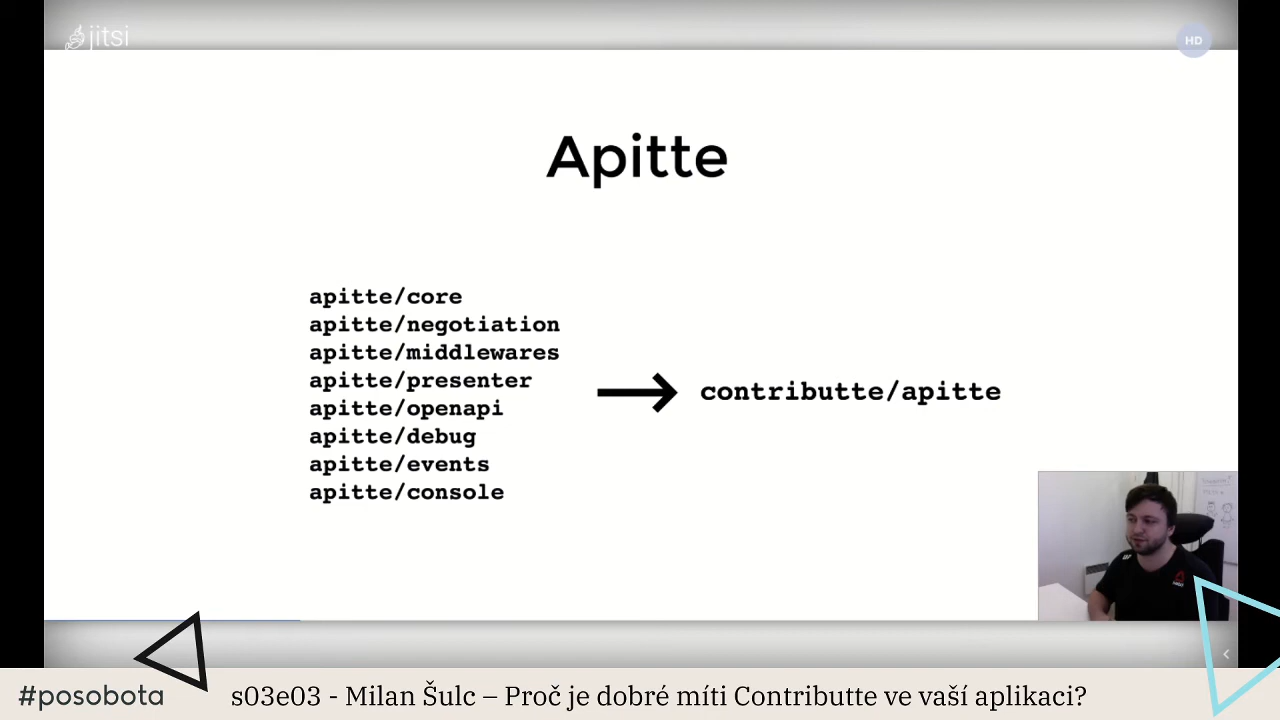 jitsi
HD
Apitte
apitte/core
apitte/negotiation
apitte/middlewares
apitte/presenter
apitte/openapi
apitte/debug
apitte/events
apitte/console
contributte/apitte
#posobota
s03e03 - Milan Šulc – Proč je dobré míti Contributte ve vaší aplikaci?